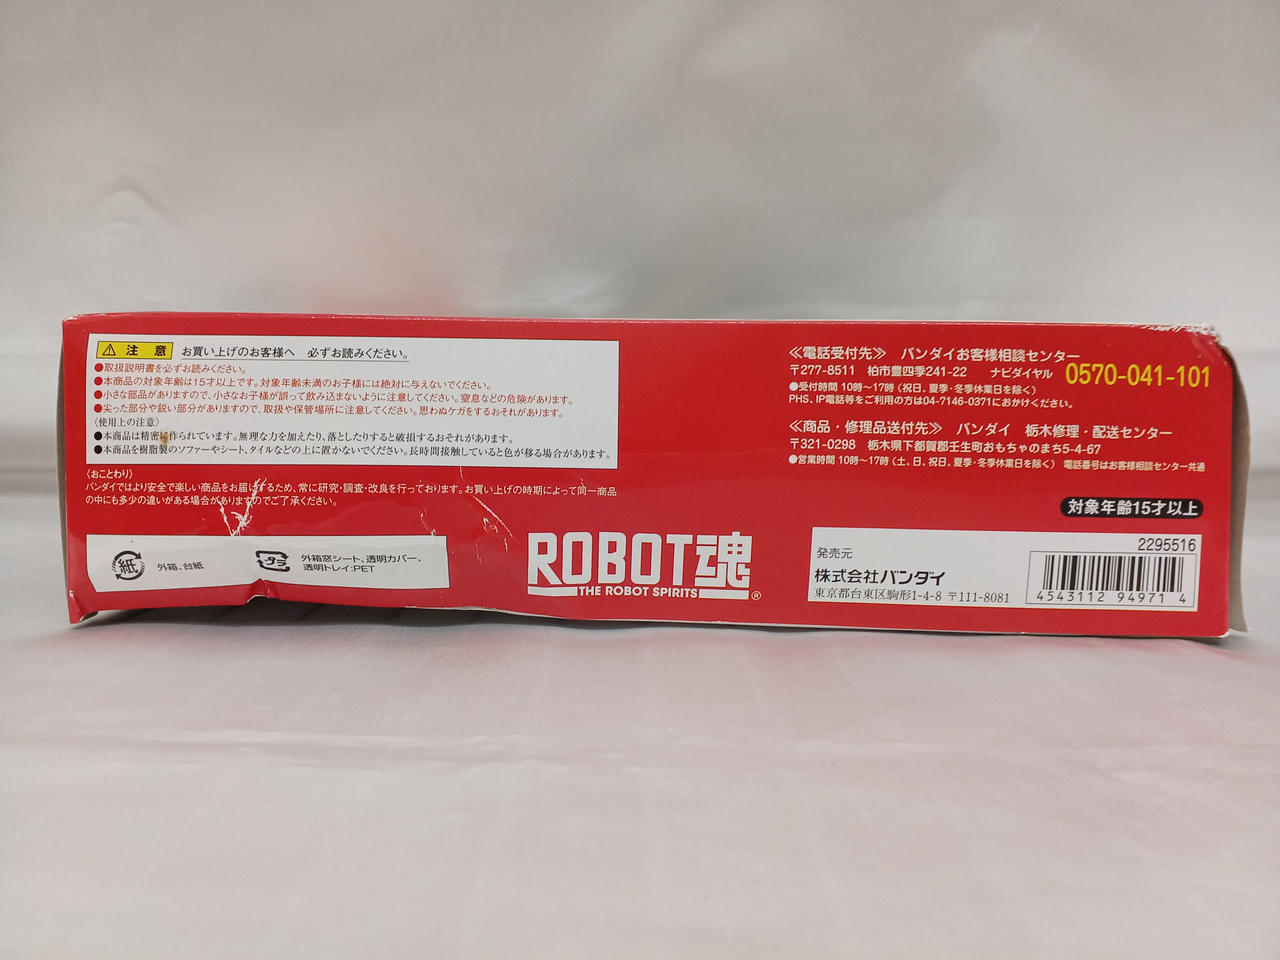 注意 お買い上げのお客様へ 必ずお読みください。
●取扱説明書を必ずお読みください。
●本商品の対象年齢は15才以上です。対象年齢未満のお子様には絶対に与えないでください。
●小さな部品がありますので、小さなお子様が誤って飲み込まないように注意してください。窒息などの危険があります。
●尖った部分や鋭い部分がありますので、取扱や保管場所に注意してください。思わぬケガをするおそれがあります。
〈使用上の注意〉
●本商品は精密に作られています。無理な力を加えたり、落としたりすると破損するおそれがあります。
●本商品を樹脂製のソファーやシート、タイルなどの上に置かないでください。長時間接触していると色が移る場合があります。
〈おことわり〉
バンダイではより安全で楽しい商品をお届けするため、常に研究・調査・改良を行っております。お買い上げの時期によって同一商品
の中にも多少の違いがある場合がありますのでご了承ください。
紙 外箱、台紙
プラ 外箱窓シート、透明カバー、
透明トレイ:PET
ROBOT魂
THE ROBOT SPIRITS
®
≪電話受付先≫ バンダイお客様相談センター
〒277-8511 柏市豊四季241-22 ナビダイヤル 0570-041-101
●受付時間 10時〜17時(祝日、夏季・冬季休業日を除く)
PHS、IP電話等をご利用の方は04-7146-0371におかけください。
≪商品・修理品送付先≫ バンダイ 栃木修理・配送センター
〒321-0298 栃木県下都賀郡壬生町おもちゃのまち5-4-67
●営業時間 10時〜17時(土、日、祝日、夏季・冬季休業日を除く) 電話番号はお客様相談センター共通
対象年齢15才以上
発売元
株式会社バンダイ
東京都台東区駒形1-4-8 〒111-8081
2295516
4543112 94971 4